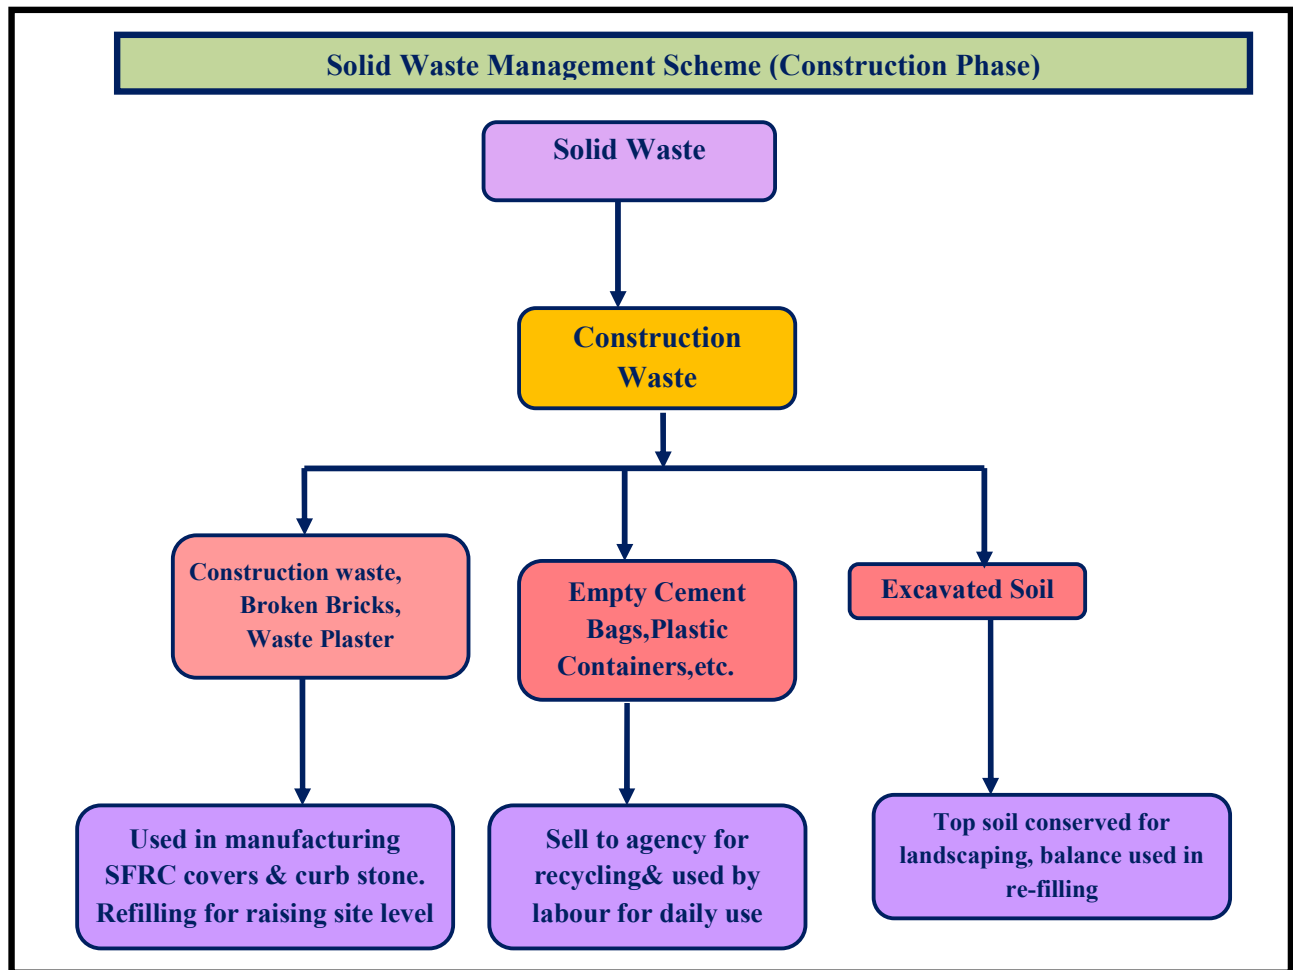 Solid Waste Management Scheme (Construction Phase)
Solid Waste
Construction
Waste
Construction waste,
Broken Bricks,
Waste Plaster
Empty Cement
Bags,Plastic
Containers,etc.
Excavated Soil
Used in manufacturing
SFRC covers & curb stone.
Refilling for raising site level
Sell to agency for
recycling& used by
labour for daily use
Top soil conserved for
landscaping, balance used in
re-filling